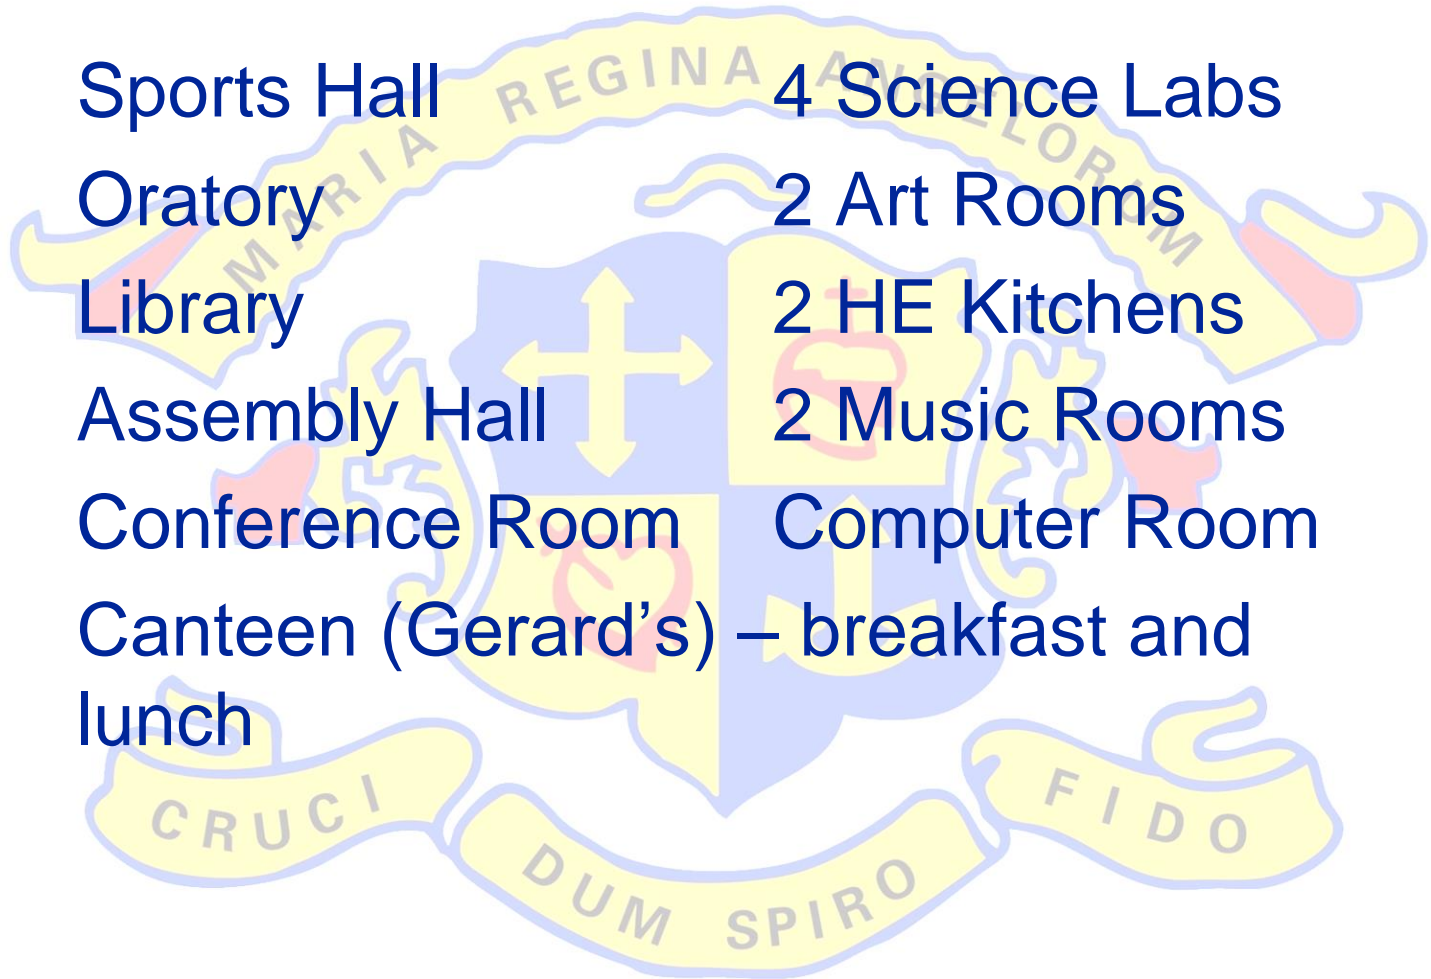 MARIA REGINA ANGELORUM
Sports Hall 4 Science Labs
Oratory 2 Art Rooms
Library 2 HE Kitchens
Assembly Hall 2 Music Rooms
Conference Room Computer Room
Canteen (Gerard’s) – breakfast and
lunch
CRUCI DUM SPIRO FIDO